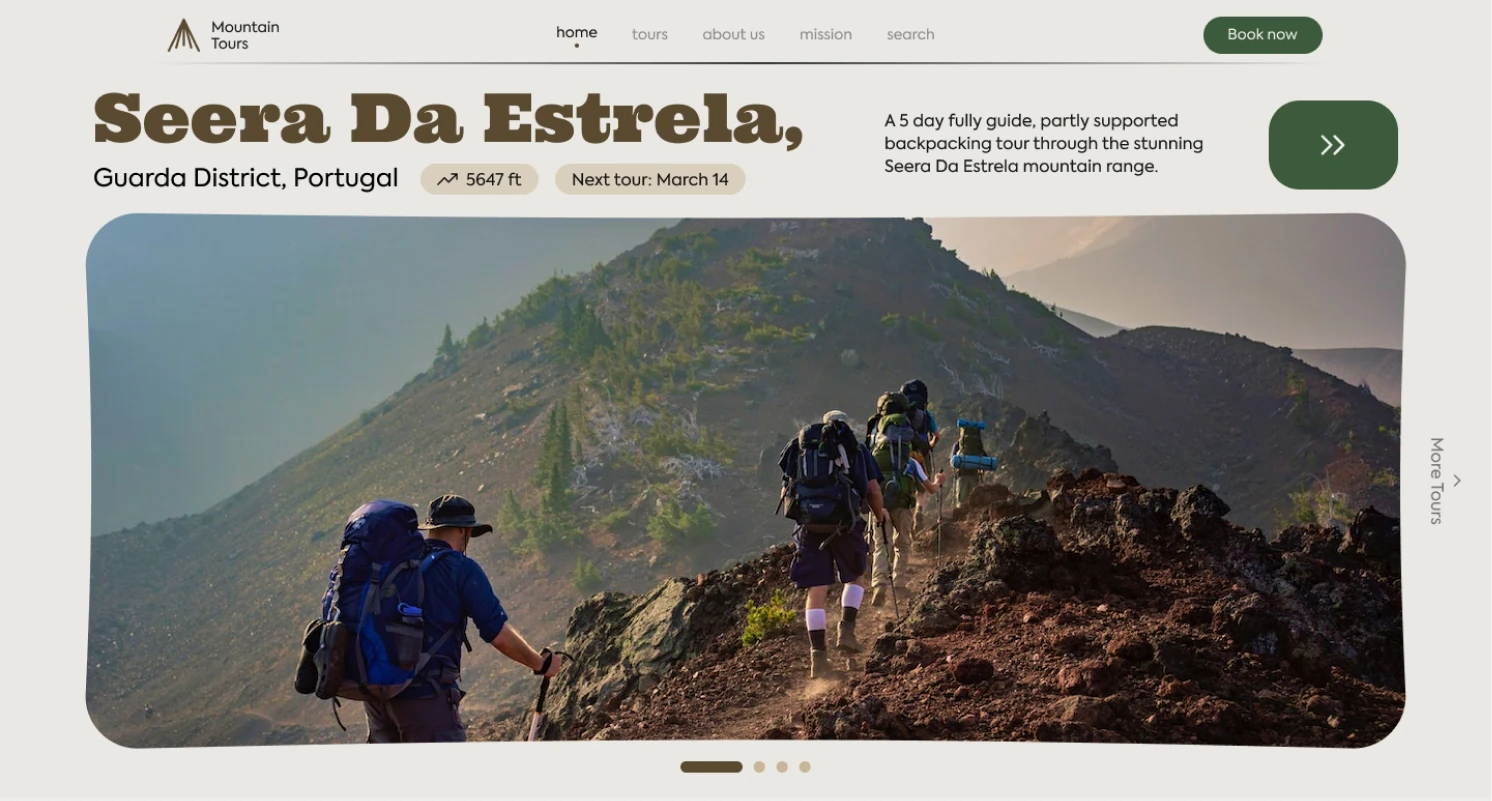 Mountain
Tours
home
tours
about us
mission
search
Book now
Seera Da Estrela,
Guarda District, Portugal
5647 ft
Next tour: March 14
A 5 day fully guide, partly supported
backpacking tour through the stunning
Seera Da Estrela mountain range.
More Tours